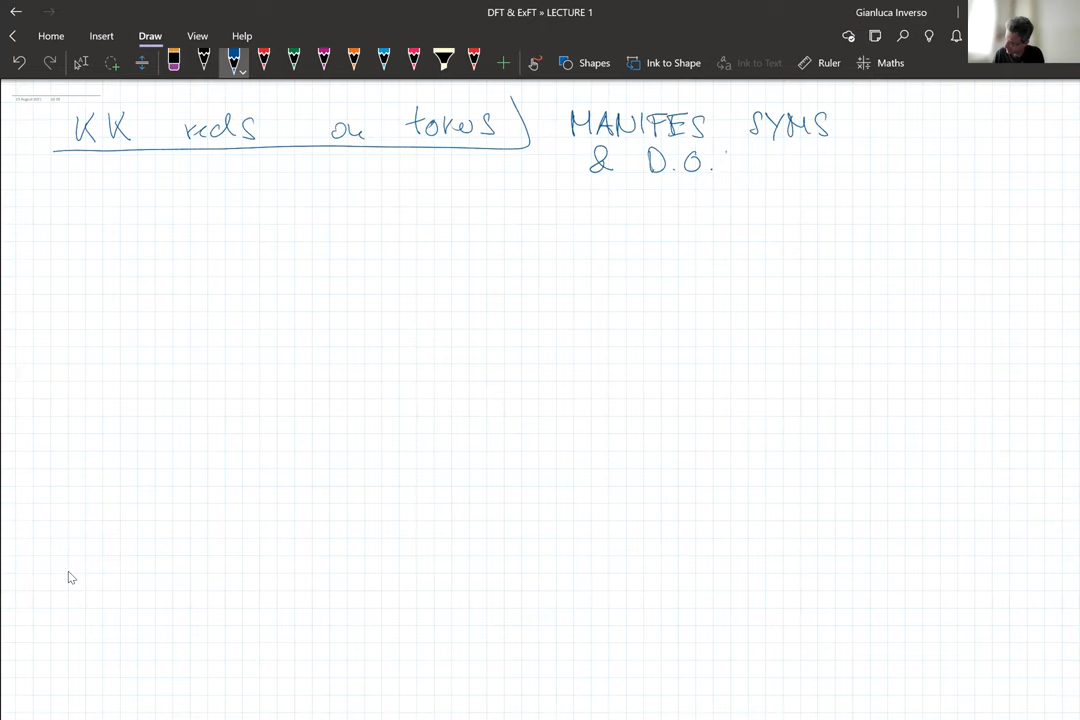 DFT & ExFT » LECTURE 1
Gianluca Inverso
Home Insert Draw View Help
Shapes Ink to Shape Ink to Text Ruler Maths
KK reds on torus) MANIFES SYMS
& D.O.